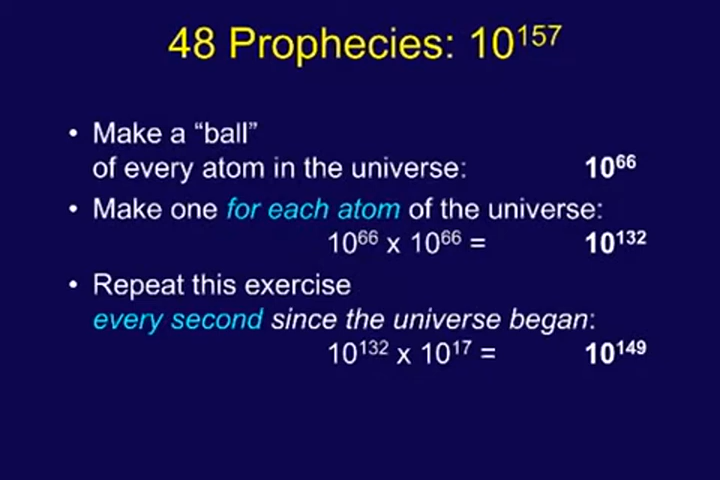 48 Prophecies: 10¹⁵⁷
• Make a “ball”
of every atom in the universe: 10⁶⁶
• Make one for each atom of the universe:
10⁶⁶ x 10⁶⁶ = 10¹³²
• Repeat this exercise
every second since the universe began:
10¹³² x 10¹⁷ = 10¹⁴⁹